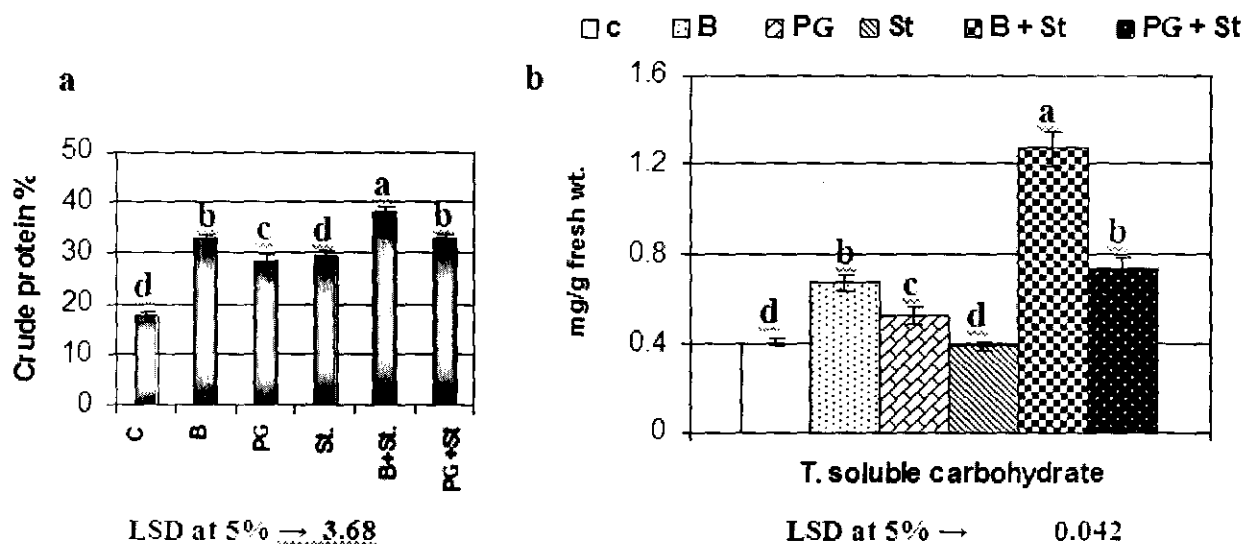 c B PG St B + St PG + St
a
Crude protein %
50
40
30
20
10
0
d b c d a b
C B PG St. B+St. PG +St
LSD at 5% → 3.68
b
mg/g fresh wt.
1.6
1.2
0.8
0.4
0
d b c d a b
T. soluble carbohydrate
LSD at 5% → 0.042